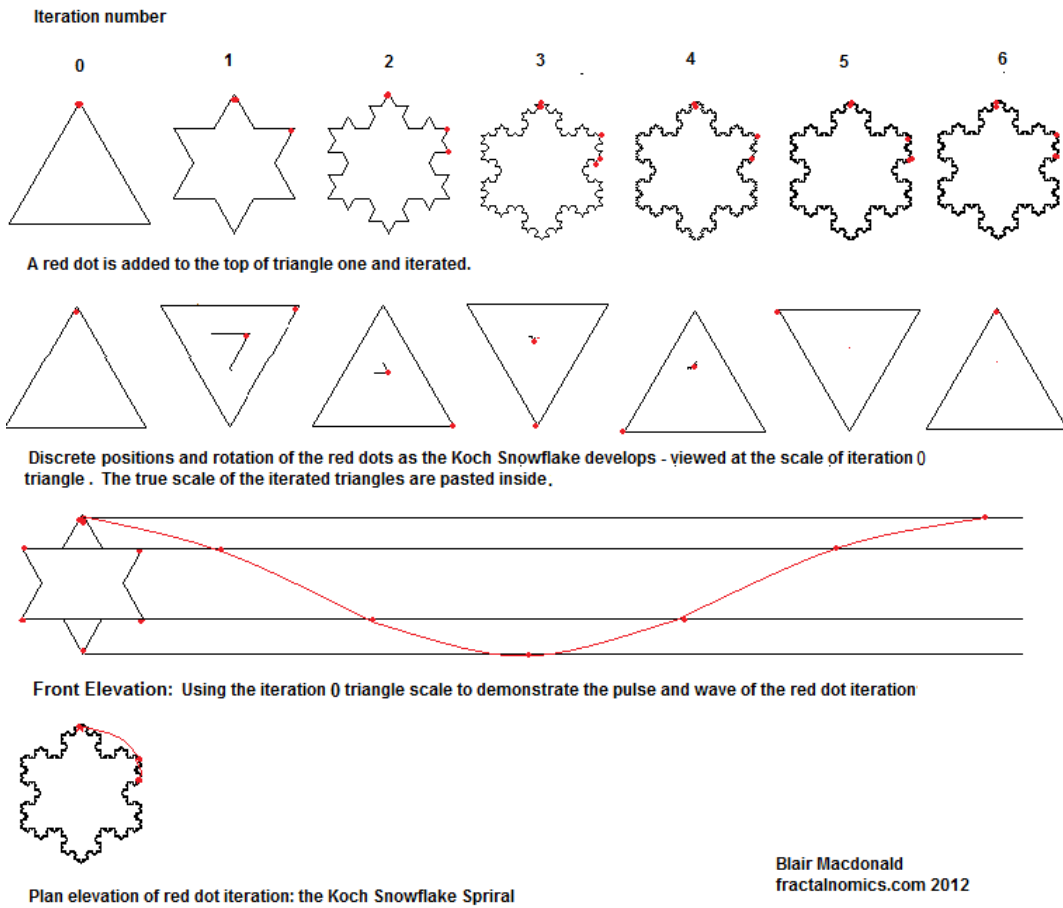 Iteration number
0 1 2 3 4 5 6
A red dot is added to the top of triangle one and iterated.
Discrete positions and rotation of the red dots as the Koch Snowflake develops - viewed at the scale of iteration 0
triangle . The true scale of the iterated triangles are pasted inside.
Front Elevation: Using the iteration 0 triangle scale to demonstrate the pulse and wave of the red dot iteration
Plan elevation of red dot iteration: the Koch Snowflake Spriral
Blair Macdonald
fractalnomics.com 2012